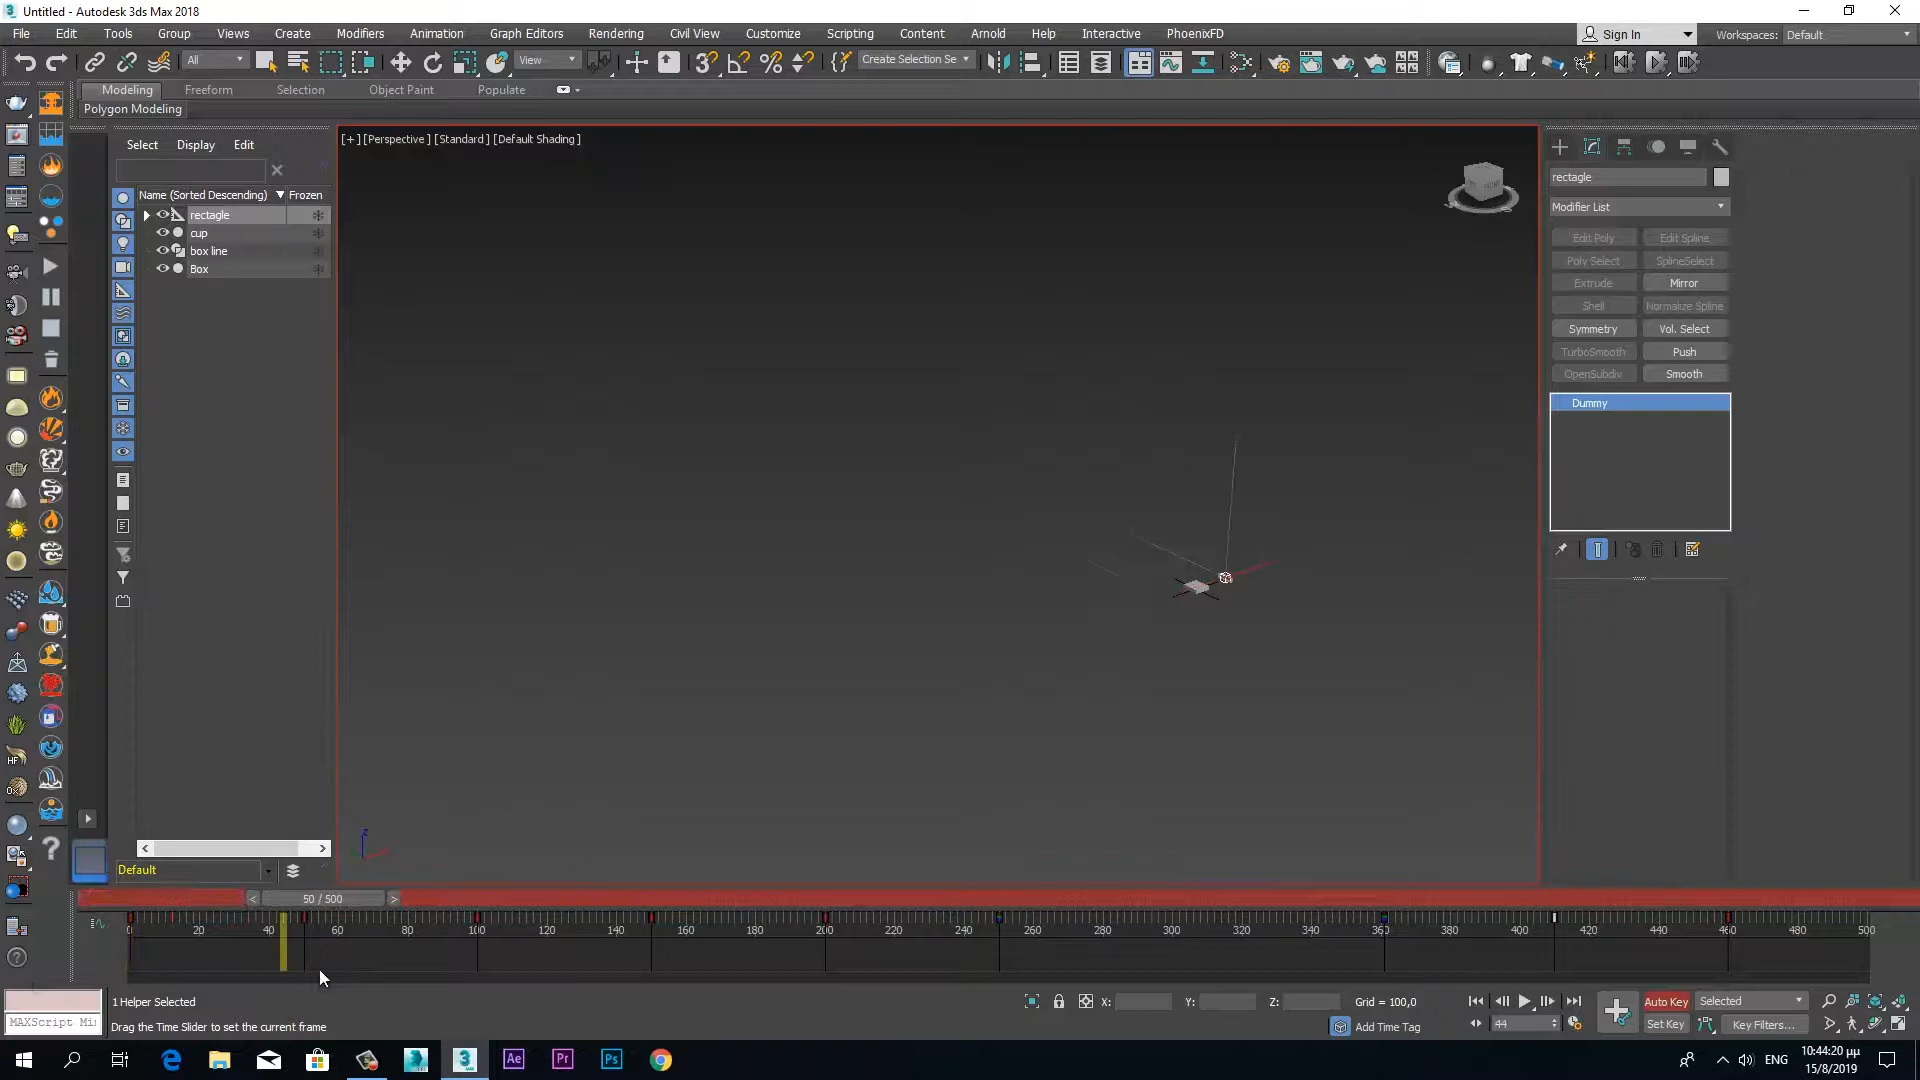 Untitled - Autodesk 3ds Max 2018
File Edit Tools Group Views Create Modifiers Animation Graph Editors Rendering Civil View Customize Scripting Content Arnold Help Interactive PhoenixFD
Sign In Workspaces: Default
All View Create Selection Se
Modeling Freeform Selection Object Paint Populate
Polygon Modeling
Select Display Edit
[+] [Perspective] [Standard] [Default Shading]
Name (Sorted Descending) Frozen
rectagle
cup
box line
Box
rectagle
Modifier List
Edit Poly Edit Spline
Poly Select SplineSelect
Extrude Mirror
Shell Normalize Spline
Symmetry Vol. Select
TurboSmooth Push
OpenSubdiv Smooth
Dummy
Default
< 50 / 500 >
20 40 60 80 100 120 140 160 180 200 220 240 260 280 300 320 340 360 380 400 420 440 460 480 500
1 Helper Selected
X: Y: Z: Grid = 100,0
Auto Key Selected
MAXScript Mi
Drag the Time Slider to set the current frame
Add Time Tag
44
Set Key Key Filters...
Ae Pr Ps
ENG
10:44:20 μμ
15/8/2019